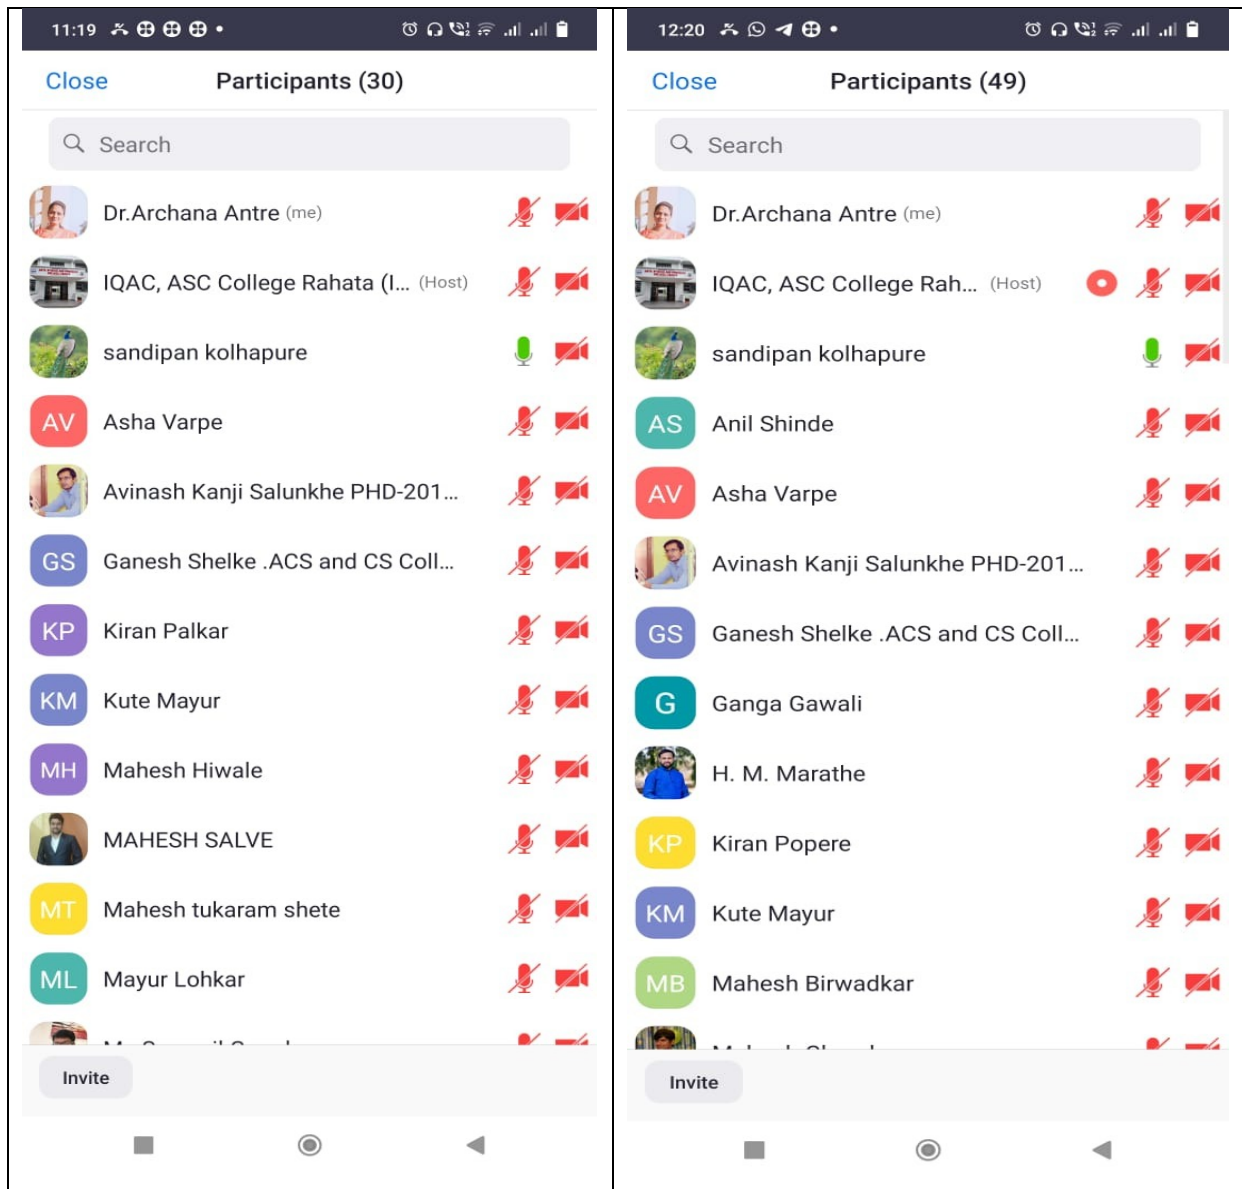 11:19
Close Participants (30)
Search
Dr.Archana Antre (me)
IQAC, ASC College Rahata (I... (Host)
sandipan kolhapure
AV Asha Varpe
Avinash Kanji Salunkhe PHD-201...
GS Ganesh Shelke .ACS and CS Coll...
KP Kiran Palkar
KM Kute Mayur
MH Mahesh Hiwale
MAHESH SALVE
MT Mahesh tukaram shete
ML Mayur Lohkar
Invite
12:20
Close Participants (49)
Search
Dr.Archana Antre (me)
IQAC, ASC College Rah... (Host)
sandipan kolhapure
AS Anil Shinde
AV Asha Varpe
Avinash Kanji Salunkhe PHD-201...
GS Ganesh Shelke .ACS and CS Coll...
G Ganga Gawali
H. M. Marathe
KP Kiran Popere
KM Kute Mayur
MB Mahesh Birwadkar
Invite